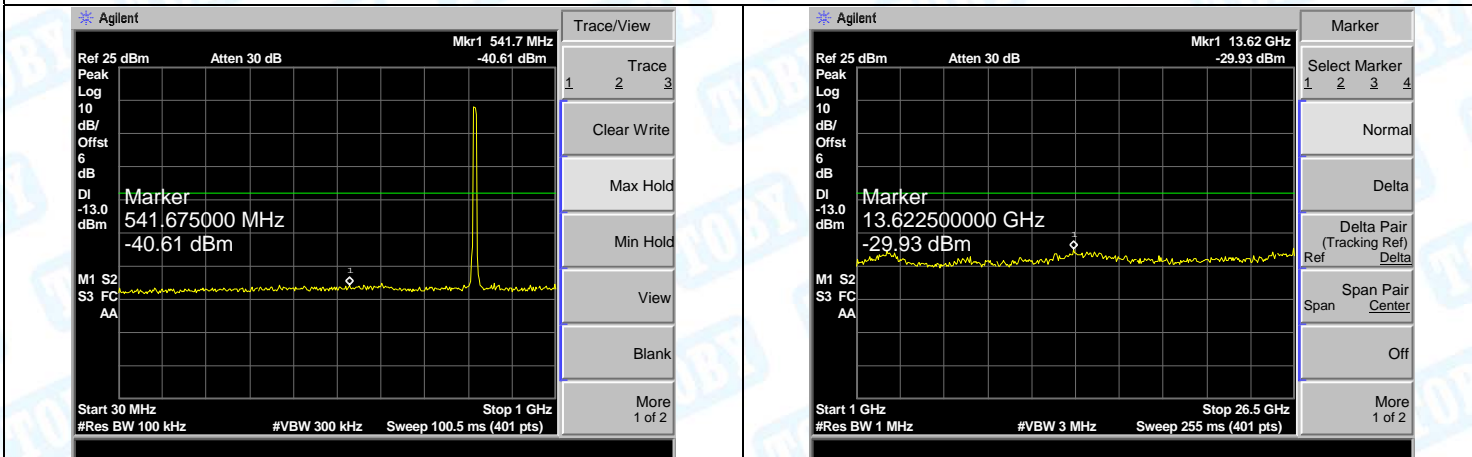 Agilent
Trace/View
Mkr1 541.7 MHz
Ref 25 dBm Atten 30 dB -40.61 dBm
Peak
Log
10
dB/
Offst
6
dB
DI
-13.0
dBm
Marker
541.675000 MHz
-40.61 dBm
1
M1 S2
S3 FC
AA
Start 30 MHz Stop 1 GHz
#Res BW 100 kHz #VBW 300 kHz Sweep 100.5 ms (401 pts)
Trace
1 2 3
Clear Write
Max Hold
Min Hold
View
Blank
More
1 of 2
Agilent
Marker
Mkr1 13.62 GHz
Ref 25 dBm Atten 30 dB -29.93 dBm
Peak
Log
10
dB/
Offst
6
dB
DI
-13.0
dBm
Marker
13.622500000 GHz
-29.93 dBm
1
M1 S2
S3 FC
AA
Start 1 GHz Stop 26.5 GHz
#Res BW 1 MHz #VBW 3 MHz Sweep 255 ms (401 pts)
Select Marker
1 2 3 4
Normal
Delta
Delta Pair
(Tracking Ref)
Ref Delta
Span Pair
Span Center
Off
More
1 of 2
TOBY